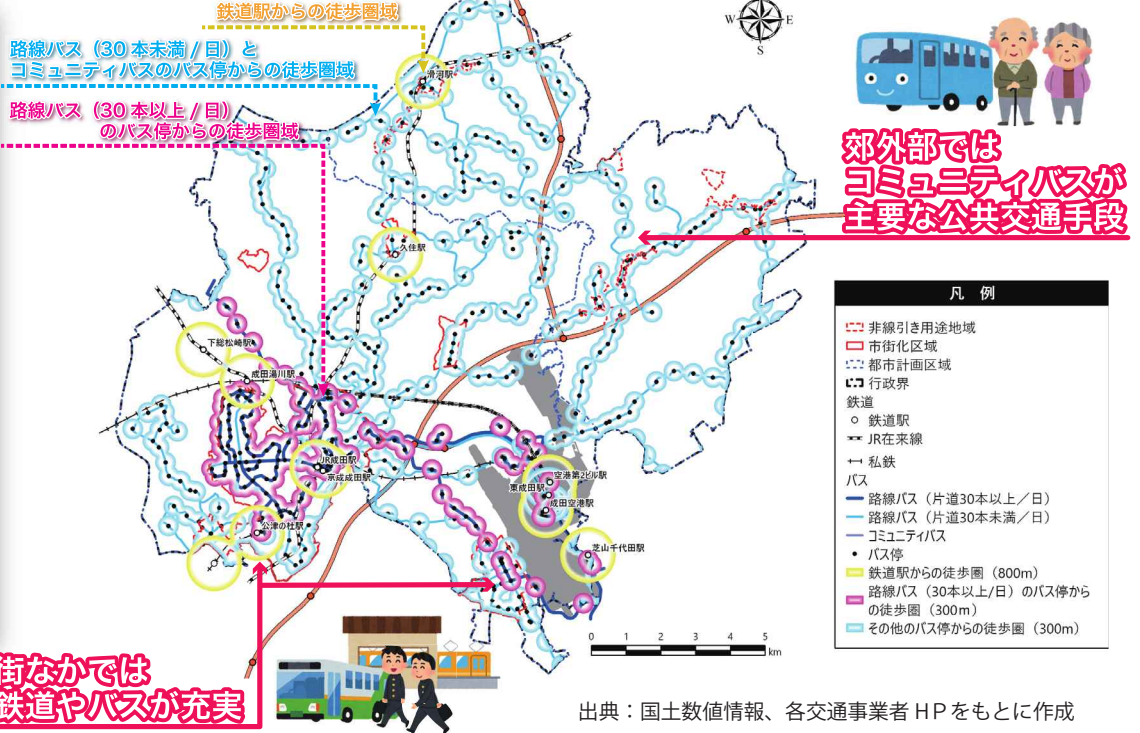 鉄道駅からの徒歩圏域
路線バス（30 本未満 / 日）と
コミュニティバスのバス停からの徒歩圏域
路線バス（30 本以上 / 日）
のバス停からの徒歩圏域
W
E
S
郊外部では
コミュニティバスが
主要な公共交通手段
滑河駅
久住駅
下総松崎駅
成田湯川駅
JR成田駅
京成成田駅
公津の杜駅
空港第2ビル駅
東成田駅
成田空港駅
芝山千代田駅
凡 例
非線引き用途地域
市街化区域
都市計画区域
行政界
鉄道
鉄道駅
JR在来線
私鉄
バス
路線バス（片道30本以上／日）
路線バス（片道30本未満／日）
コミュニティバス
バス停
鉄道駅からの徒歩圏（800m）
路線バス（30本以上/日）のバス停から
の徒歩圏（300m）
その他のバス停からの徒歩圏（300m）
0 1 2 3 4 5
km
街なかでは
鉄道やバスが充実
出典：国土数値情報、各交通事業者ＨＰをもとに作成